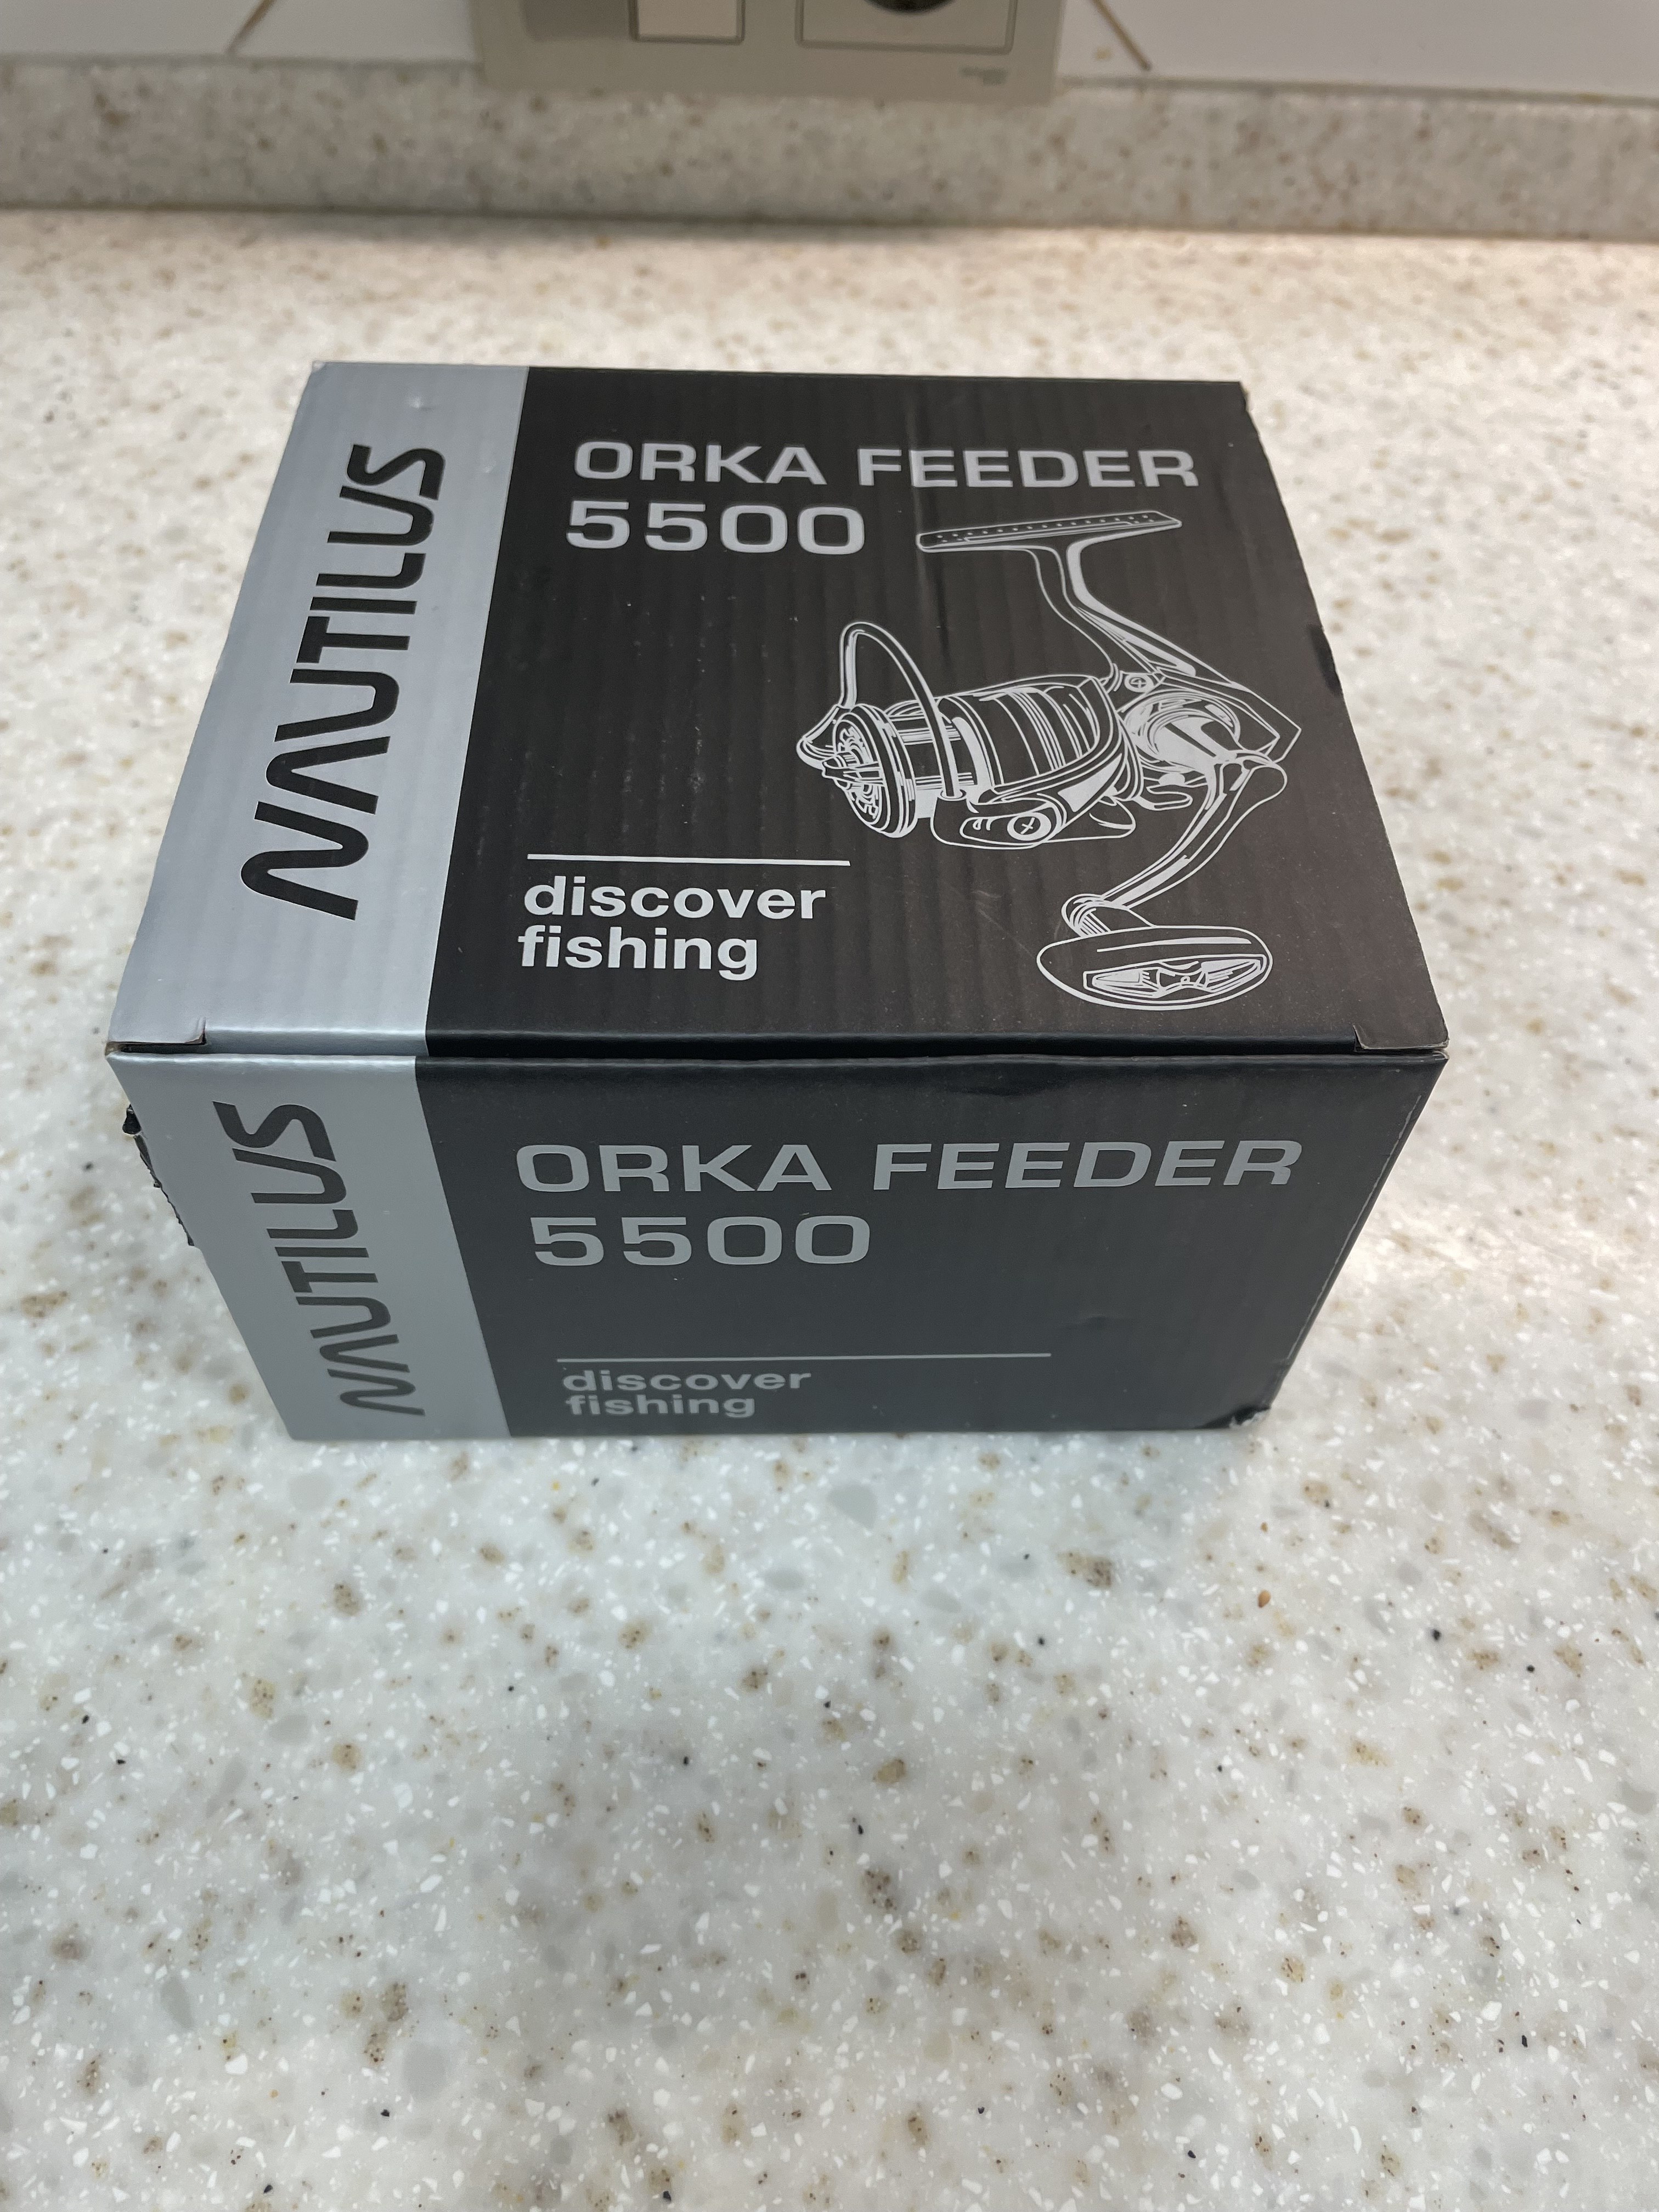 NAUTILUS
ORKA FEEDER
5500
discover
fishing
NAUTILUS
ORKA FEEDER
5500
discover
fishing